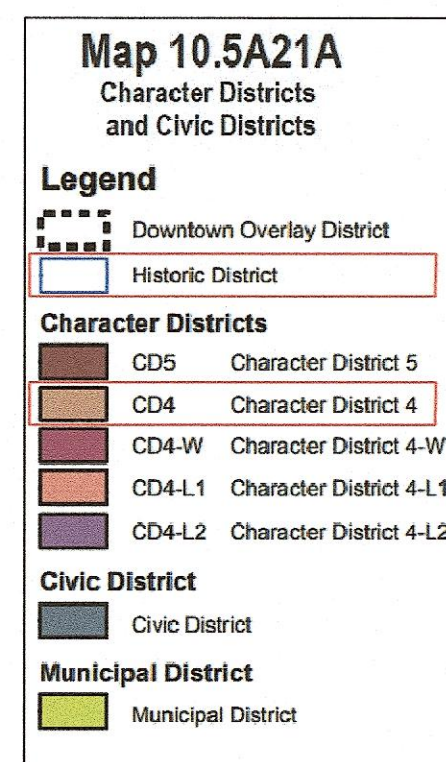 Map 10.5A21A
Character Districts
and Civic Districts
Legend
Downtown Overlay District
Historic District
Character Districts
CD5 Character District 5
CD4 Character District 4
CD4-W Character District 4-W
CD4-L1 Character District 4-L1
CD4-L2 Character District 4-L2
Civic District
Civic District
Municipal District
Municipal District